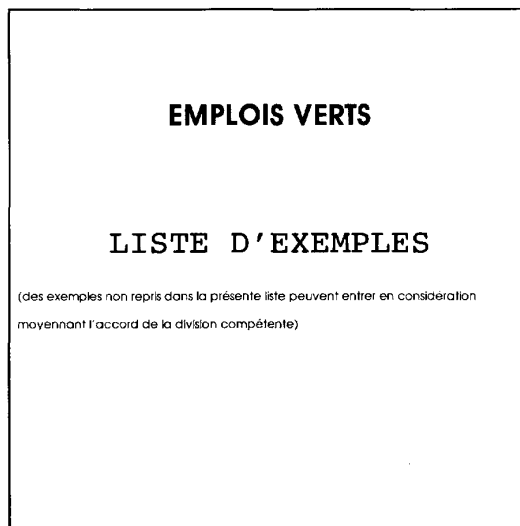 EMPLOIS VERTS
LISTE D'EXEMPLES
(des exemples non repris dans la présente liste peuvent entrer en considération
moyennant l'accord de la division compétente)